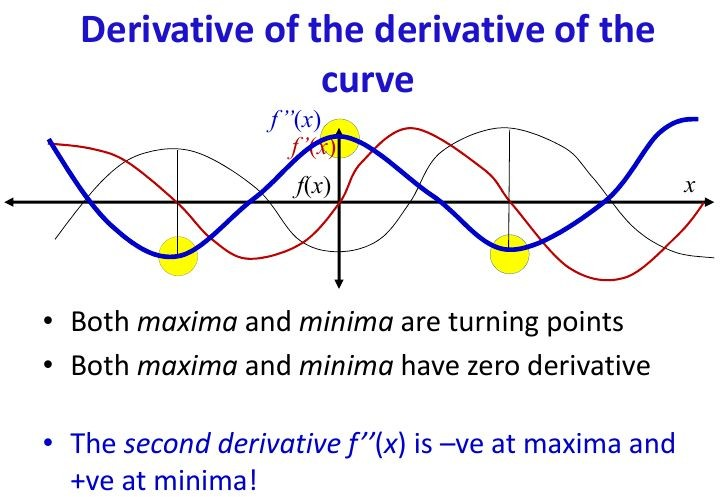 Derivative of the derivative of the
curve
f’’(x)
f’(x)
f(x)
x
• Both maxima and minima are turning points
• Both maxima and minima have zero derivative
• The second derivative f’’(x) is –ve at maxima and
+ve at minima!